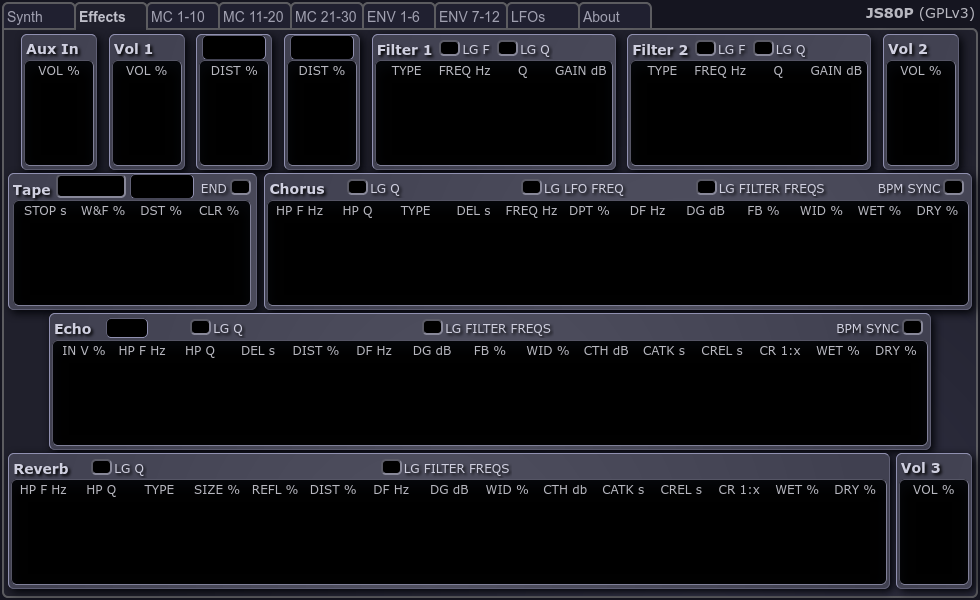 Synth Effects MC 1-10 MC 11-20 MC 21-30 ENV 1-6 ENV 7-12 LFOs About JS80P (GPLv3)
Aux In Vol 1 Filter 1 LG F LG Q Filter 2 LG F LG Q Vol 2
VOL % VOL % DIST % DIST % TYPE FREQ Hz Q GAIN dB TYPE FREQ Hz Q GAIN dB VOL %
Tape END Chorus LG Q LG LFO FREQ LG FILTER FREQS BPM SYNC
STOP s W&F % DST % CLR % HP F Hz HP Q TYPE DEL s FREQ Hz DPT % DF Hz DG dB FB % WID % WET % DRY %
Echo LG Q LG FILTER FREQS BPM SYNC
IN V % HP F Hz HP Q DEL s DIST % DF Hz DG dB FB % WID % CTH dB CATK s CREL s CR 1:x WET % DRY %
Reverb LG Q LG FILTER FREQS Vol 3
HP F Hz HP Q TYPE SIZE % REFL % DIST % DF Hz DG dB WID % CTH db CATK s CREL s CR 1:x WET % DRY % VOL %